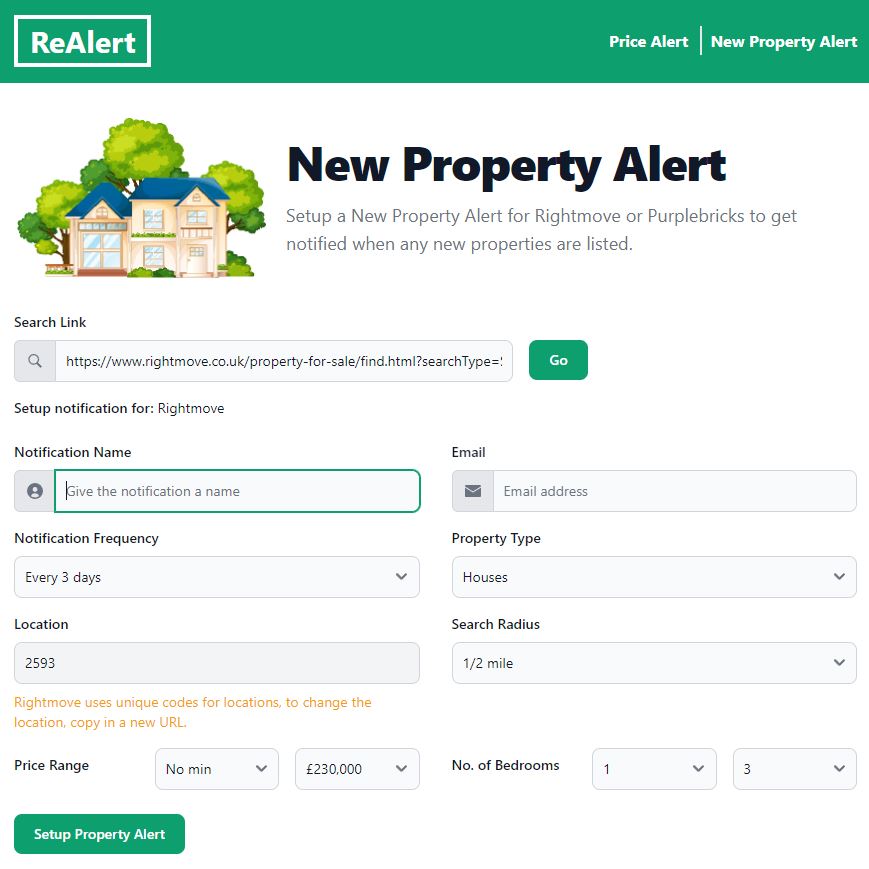 ReAlert
Price Alert
New Property Alert
New Property Alert
Setup a New Property Alert for Rightmove or Purplebricks to get
notified when any new properties are listed.
Search Link
https://www.rightmove.co.uk/property-for-sale/find.html?searchType=
Go
Setup notification for: Rightmove
Notification Name
Give the notification a name
Email
Email address
Notification Frequency
Every 3 days
Property Type
Houses
Location
2593
Search Radius
1/2 mile
Rightmove uses unique codes for locations, to change the
location, copy in a new URL.
Price Range
No min
£230,000
No. of Bedrooms
1
3
Setup Property Alert